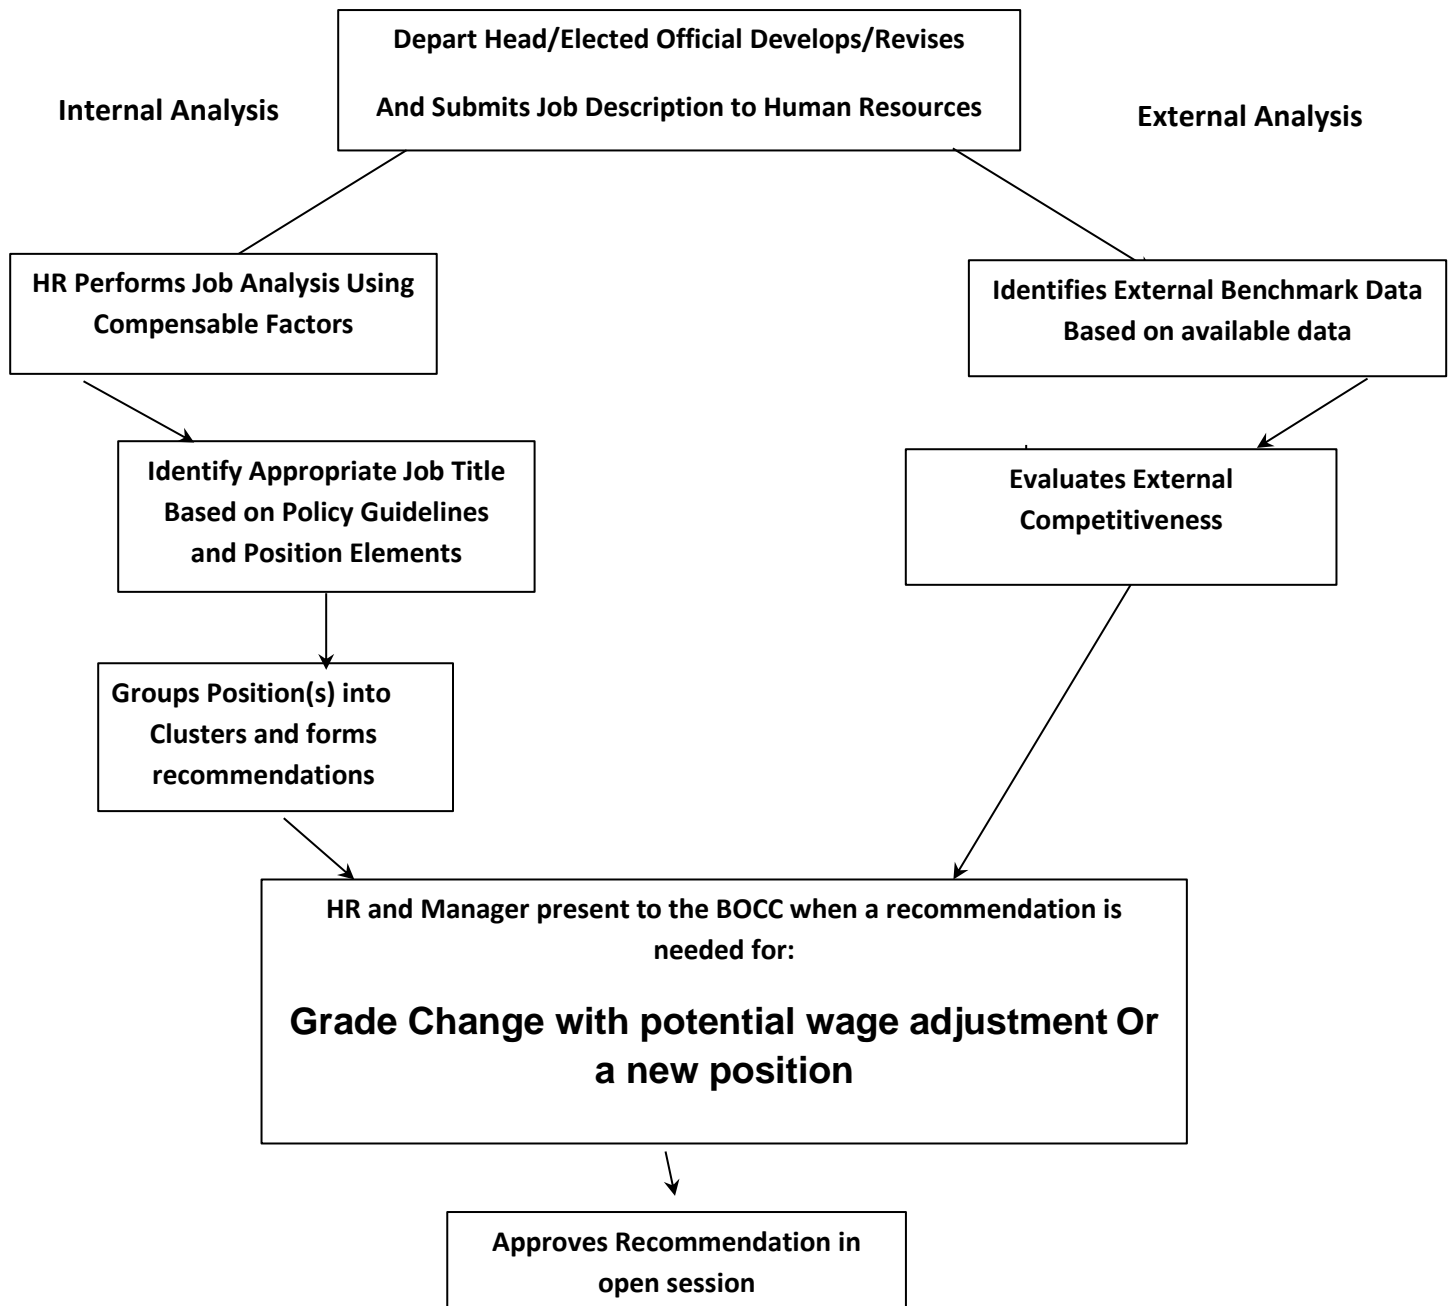 Depart Head/Elected Official Develops/Revises
And Submits Job Description to Human Resources
Internal Analysis
External Analysis
HR Performs Job Analysis Using
Compensable Factors
Identifies External Benchmark Data
Based on available data
Identify Appropriate Job Title
Based on Policy Guidelines
and Position Elements
Evaluates External
Competitiveness
Groups Position(s) into
Clusters and forms
recommendations
HR and Manager present to the BOCC when a recommendation is
needed for:
Grade Change with potential wage adjustment Or
a new position
Approves Recommendation in
open session